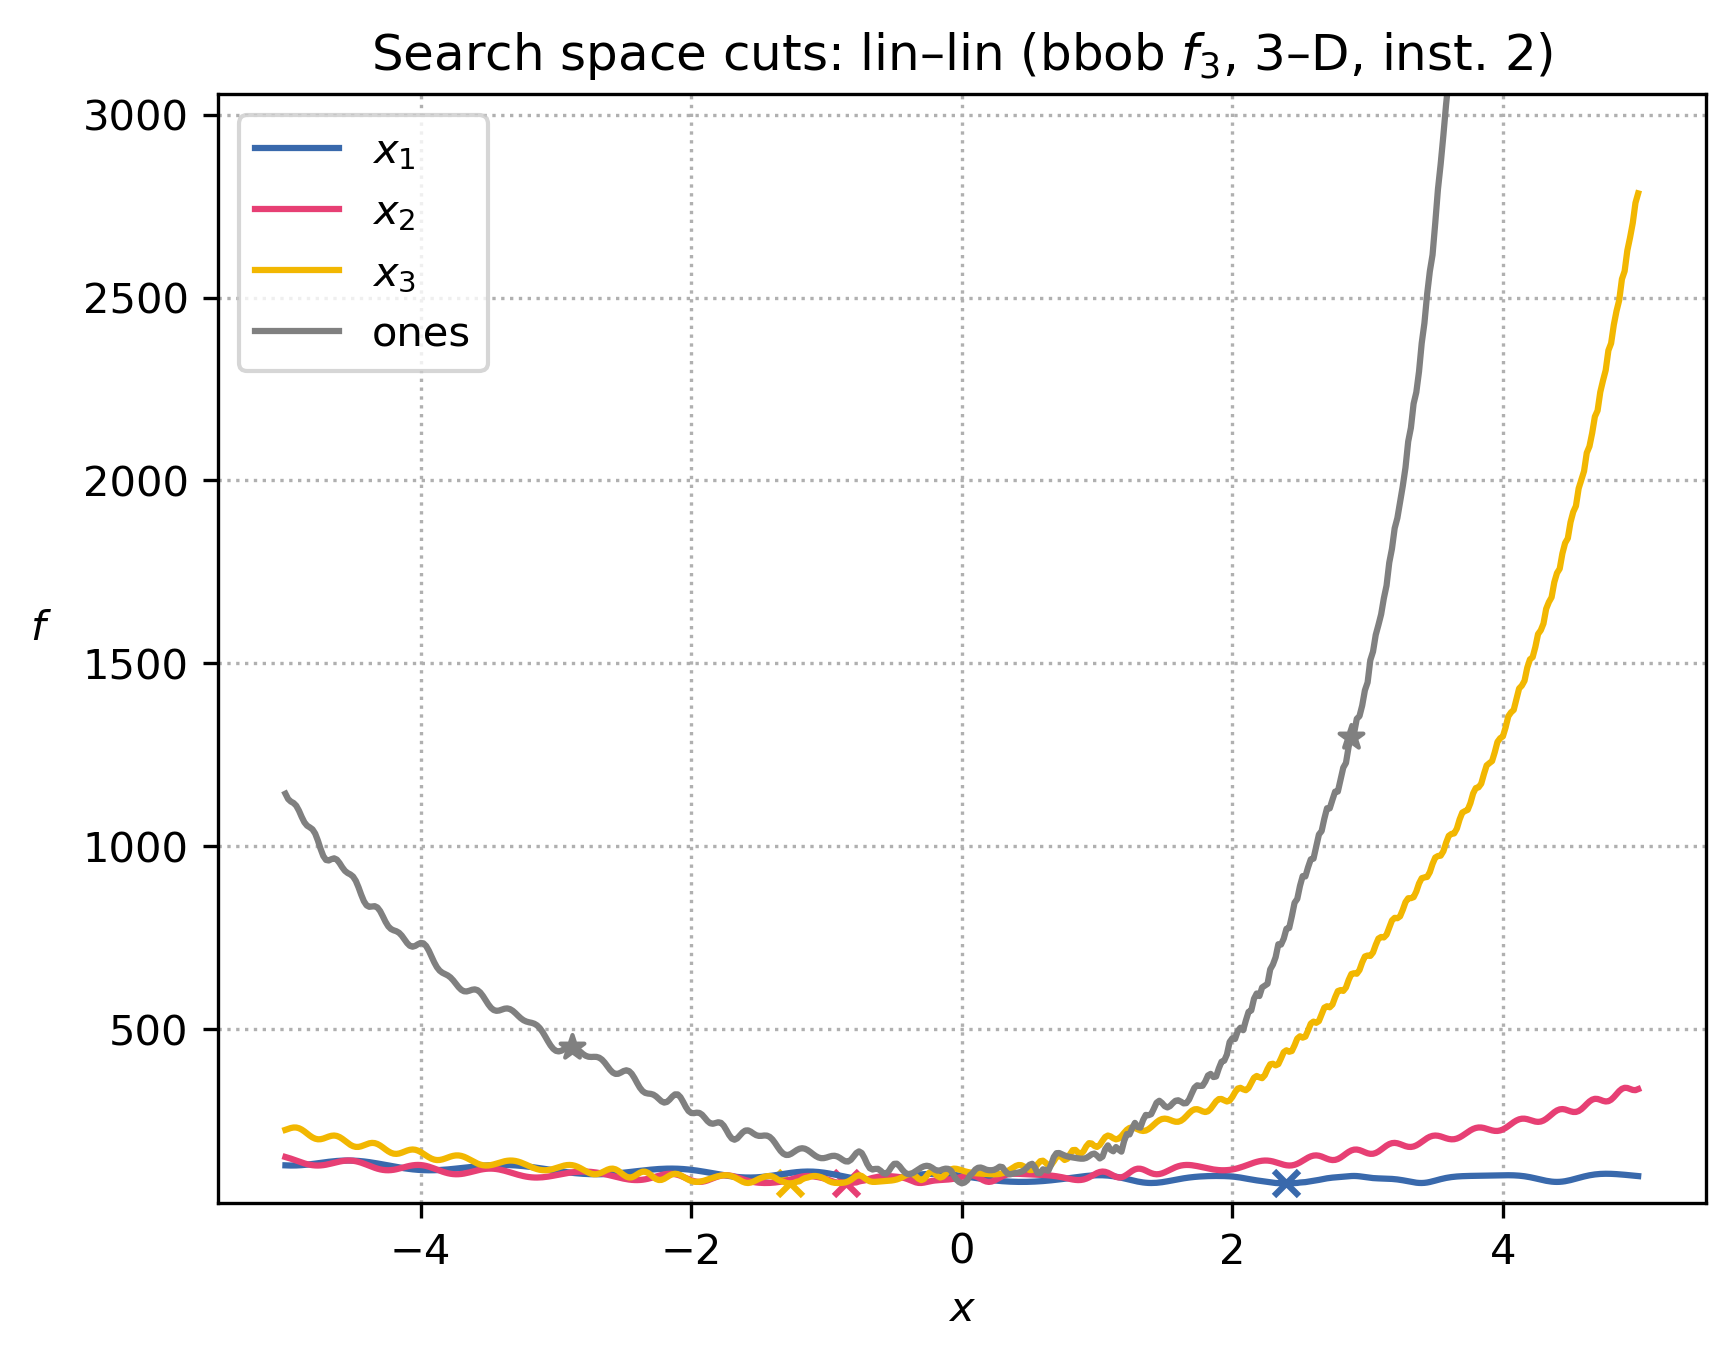 Search space cuts: lin–lin (bbob f₃, 3–D, inst. 2)
3000
2500
2000
1500
1000
500
f
x₁
x₂
x₃
ones
−4
−2
0
2
4
x